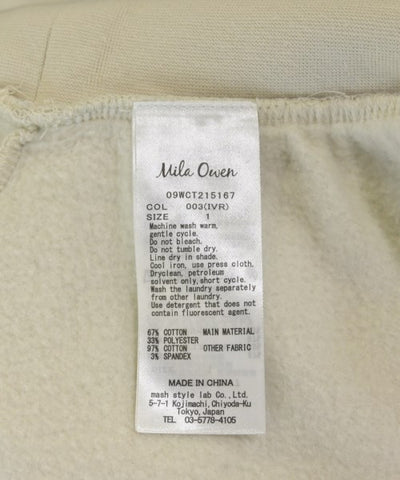 Mila Owen
09WCT215167
COL 003(IVR)
SIZE 1
Machine wash warm,
gentle cycle.
Do not bleach.
Do not tumble dry.
Line dry in shade.
Cool iron, use press cloth,
Dryclean, petroleum
solvent only, short cycle.
Wash the laundry separately
from other laundry.
Use detergent that does not
contain fluorescent agent.
67% COTTON MAIN MATERIAL
33% POLYESTER
97% COTTON OTHER FABRIC
3% SPANDEX
MADE IN CHINA
mash style lab Co.,Ltd.
5-7-1 Kojimachi, Chiyoda-Ku
Tokyo, Japan
TEL 03-5778-4105